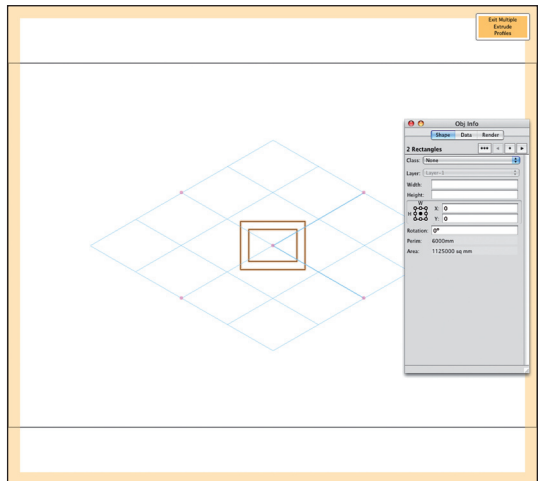 Exit Multiple
Extrude
Profiles
Obj Info
Shape Data Render
2 Rectangles
Class: None
Layer: Layer-1
Width:
Height:
W
H
X: 0
Y: 0
Rotation: 0°
Perim: 6000mm
Area: 1125000 sq mm